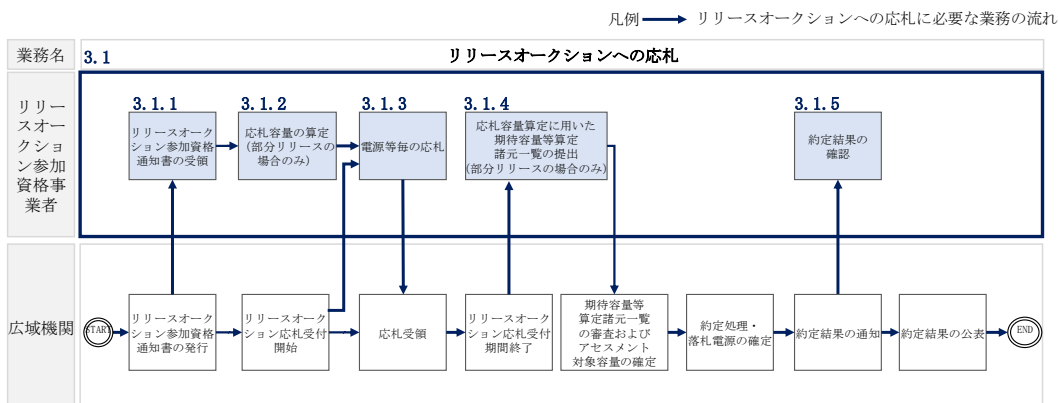 凡例 リリースオークションへの応札に必要な業務の流れ
業務名
3.1
リリースオークションへの応札
リリー
スオー
クショ
ン参加
資格事
業者
3.1.1
リリースオーク
ション参加資格
通知書の受領
3.1.2
応札容量の算定
(部分リリースの
場合のみ)
3.1.3
電源等毎の応札
3.1.4
応札容量算定に用いた
期待容量等算定
諸元一覧の提出
(部分リリースの場合のみ)
3.1.5
約定結果の
確認
広域機関
START
リリースオーク
ション参加資格
通知書の発行
リリースオーク
ション応札受付
開始
応札受領
リリースオーク
ション応札受付
期間終了
期待容量等
算定諸元一覧
の審査および
アセスメント
対象容量の確定
約定処理・
落札電源の確定
約定結果の通知
約定結果の公表
END